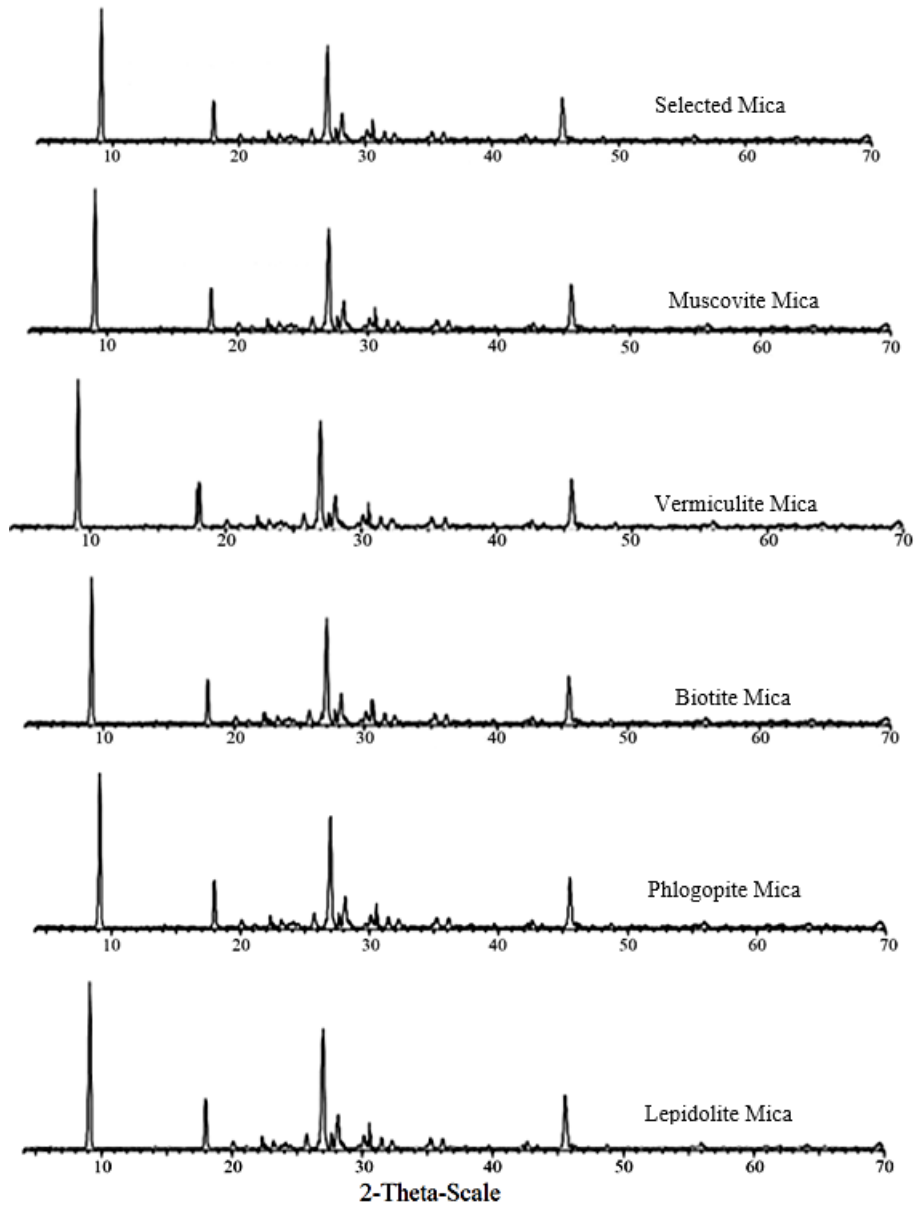 Selected Mica
10 20 30 40 50 60 70
Muscovite Mica
10 20 30 40 50 60 70
Vermiculite Mica
10 20 30 40 50 60 70
Biotite Mica
10 20 30 40 50 60 70
Phlogopite Mica
10 20 30 40 50 60 70
Lepidolite Mica
10 20 30 40 50 60 70
2-Theta-Scale